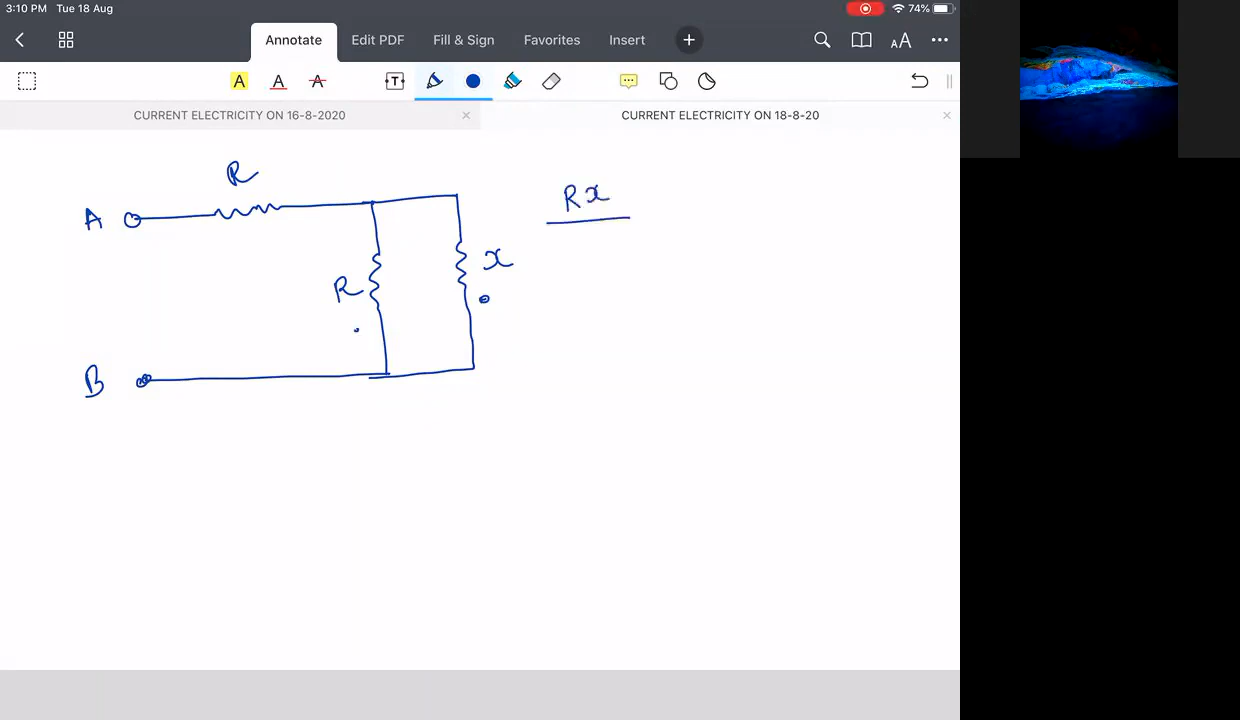 3:10 PM Tue 18 Aug
74%
Annotate Edit PDF Fill & Sign Favorites Insert
AA
A A A T
CURRENT ELECTRICITY ON 16-8-2020
CURRENT ELECTRICITY ON 18-8-20
R
Rx
A
x
R
B